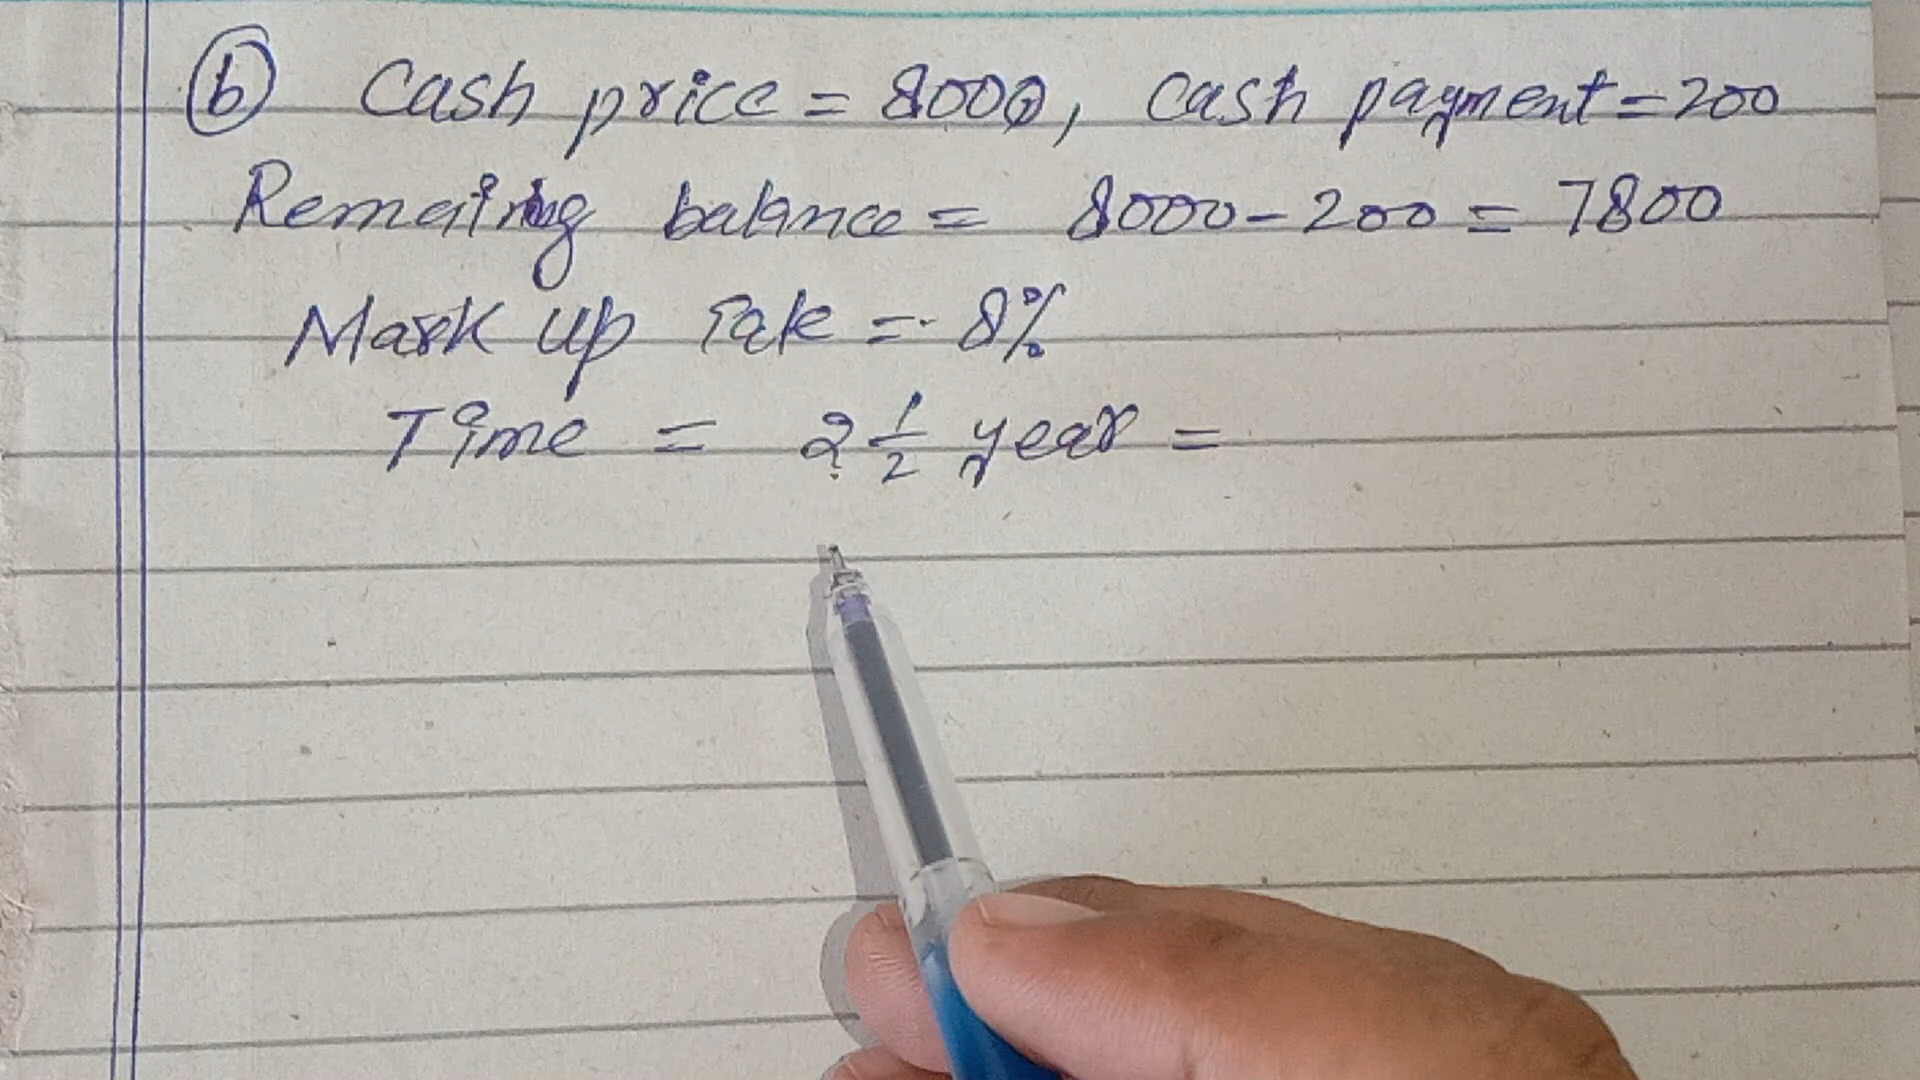 (b) Cash price = 8000, Cash payment = 200
Remaining balance = 8000 - 200 = 7800
Mark up rate = 8%
Time = 2 1/2 year =